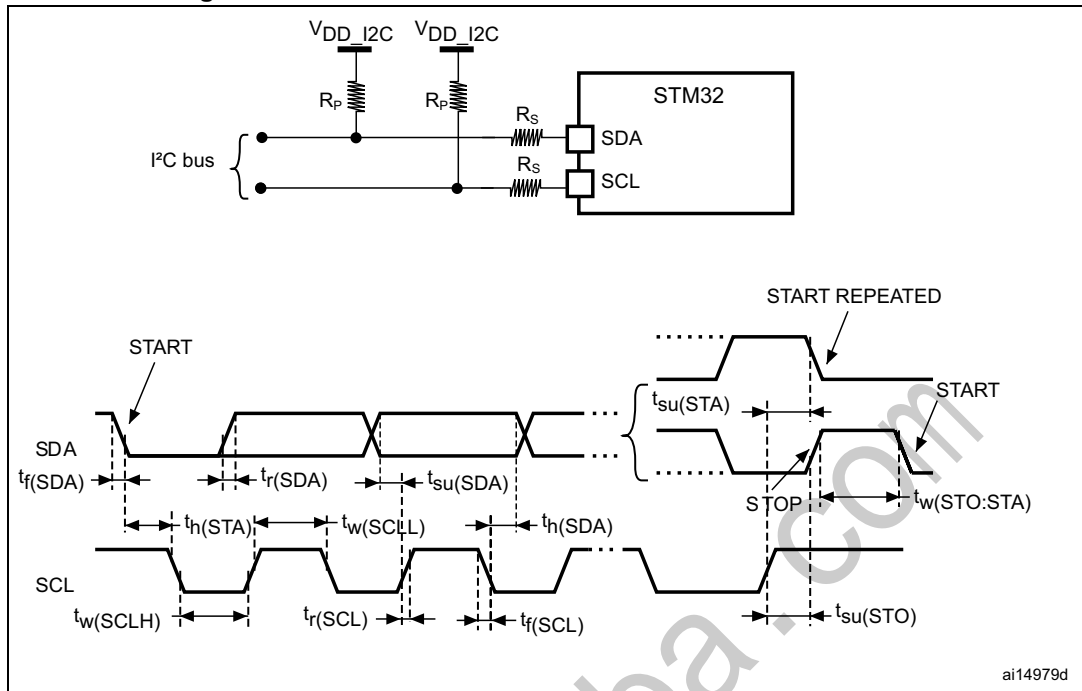 VDD_I2C VDD_I2C
RP RP
STM32
RS
SDA
I²C bus
RS
SCL
START REPEATED
START
tsu(STA)
START
SDA
tf(SDA) tr(SDA) tsu(SDA)
STOP
tw(STO:STA)
th(STA) tw(SCLL) th(SDA)
SCL
tw(SCLH) tr(SCL) tf(SCL) tsu(STO)
ai14979d